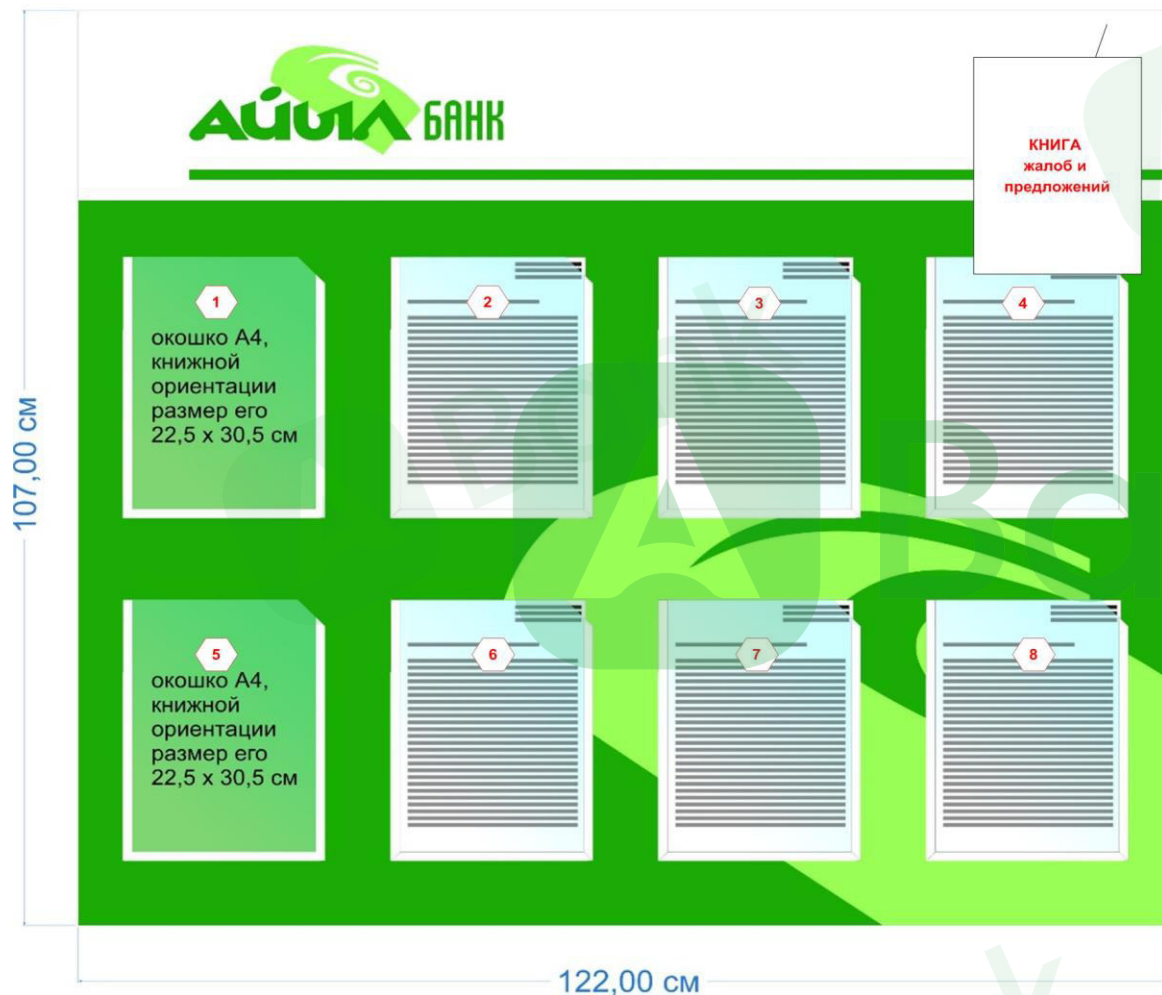 АЙЫЛ БАНК
КНИГА
жалоб и
предложений
1
2
3
4
окошко А4,
книжной
ориентации
размер его
22,5 х 30,5 см
107,00 см
5
6
7
8
окошко А4,
книжной
ориентации
размер его
22,5 х 30,5 см
122,00 см
Bank
A Ba
k